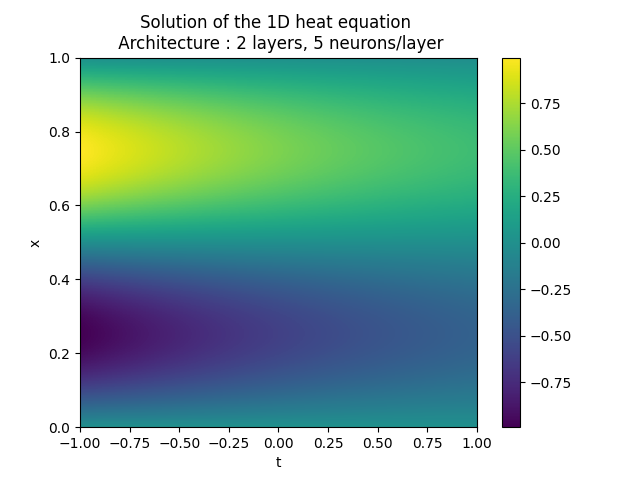 Solution of the 1D heat equation
Architecture : 2 layers, 5 neurons/layer
1.0
0.8
0.6
0.4
0.2
0.0
x
−1.00 −0.75 −0.50 −0.25 0.00 0.25 0.50 0.75 1.00
t
0.75
0.50
0.25
0.00
−0.25
−0.50
−0.75